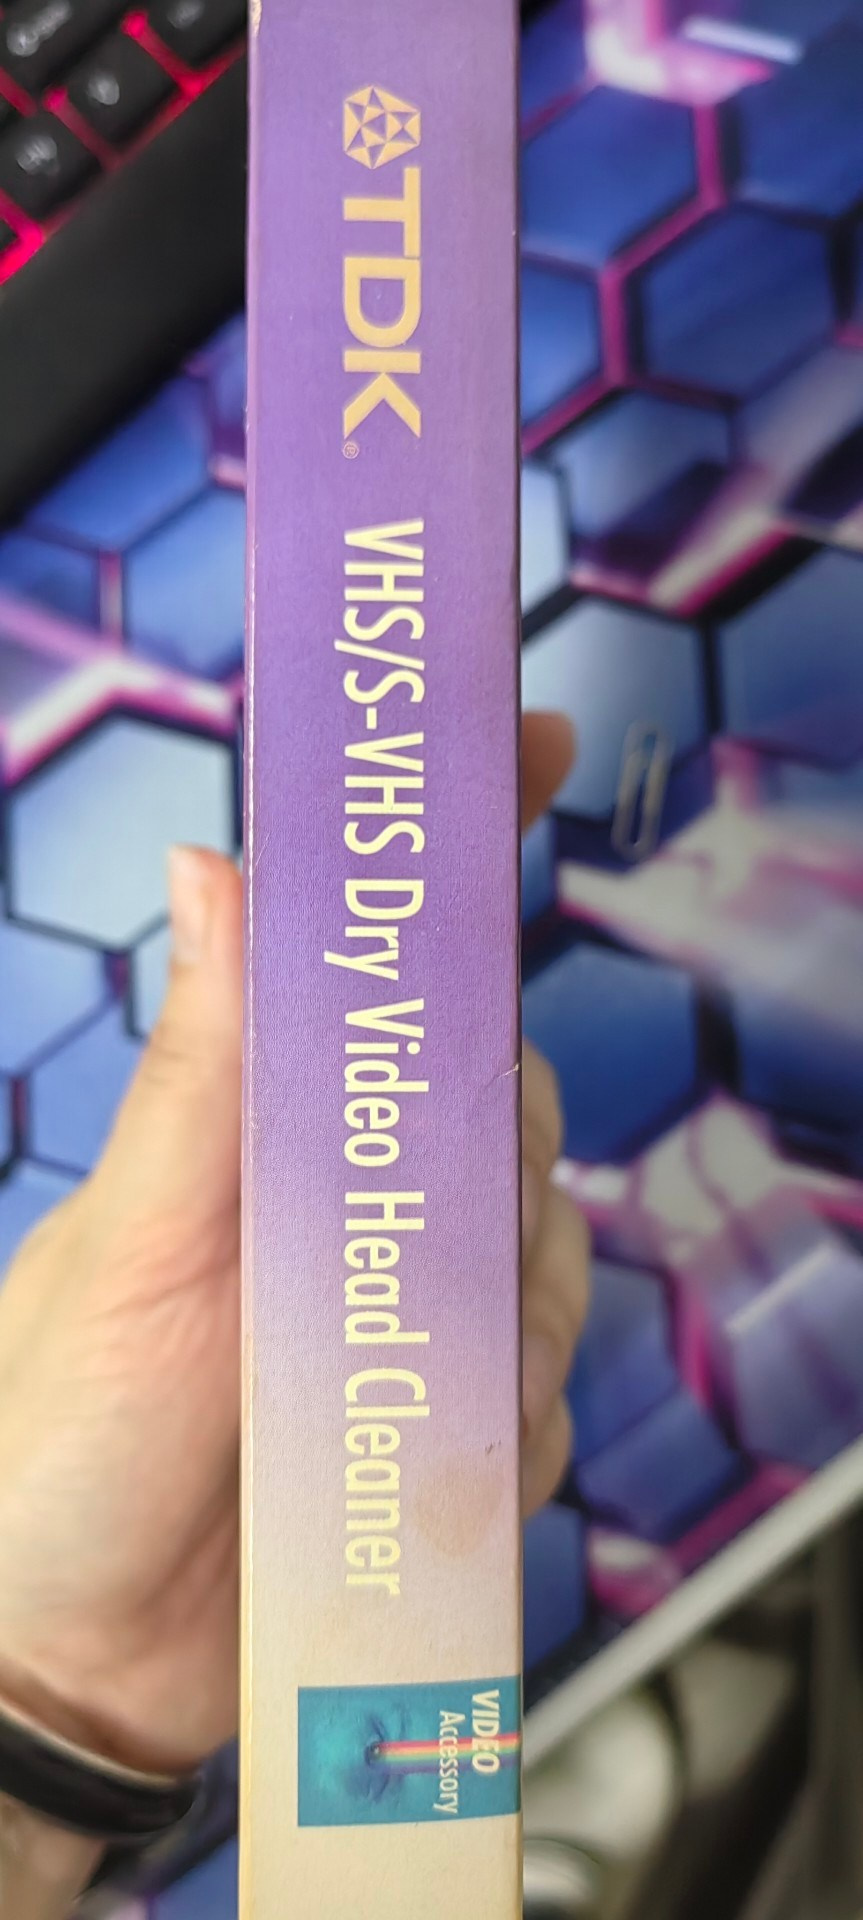 TDK®
VHS/S-VHS Dry Video Head Cleaner
VIDEO
Accessory